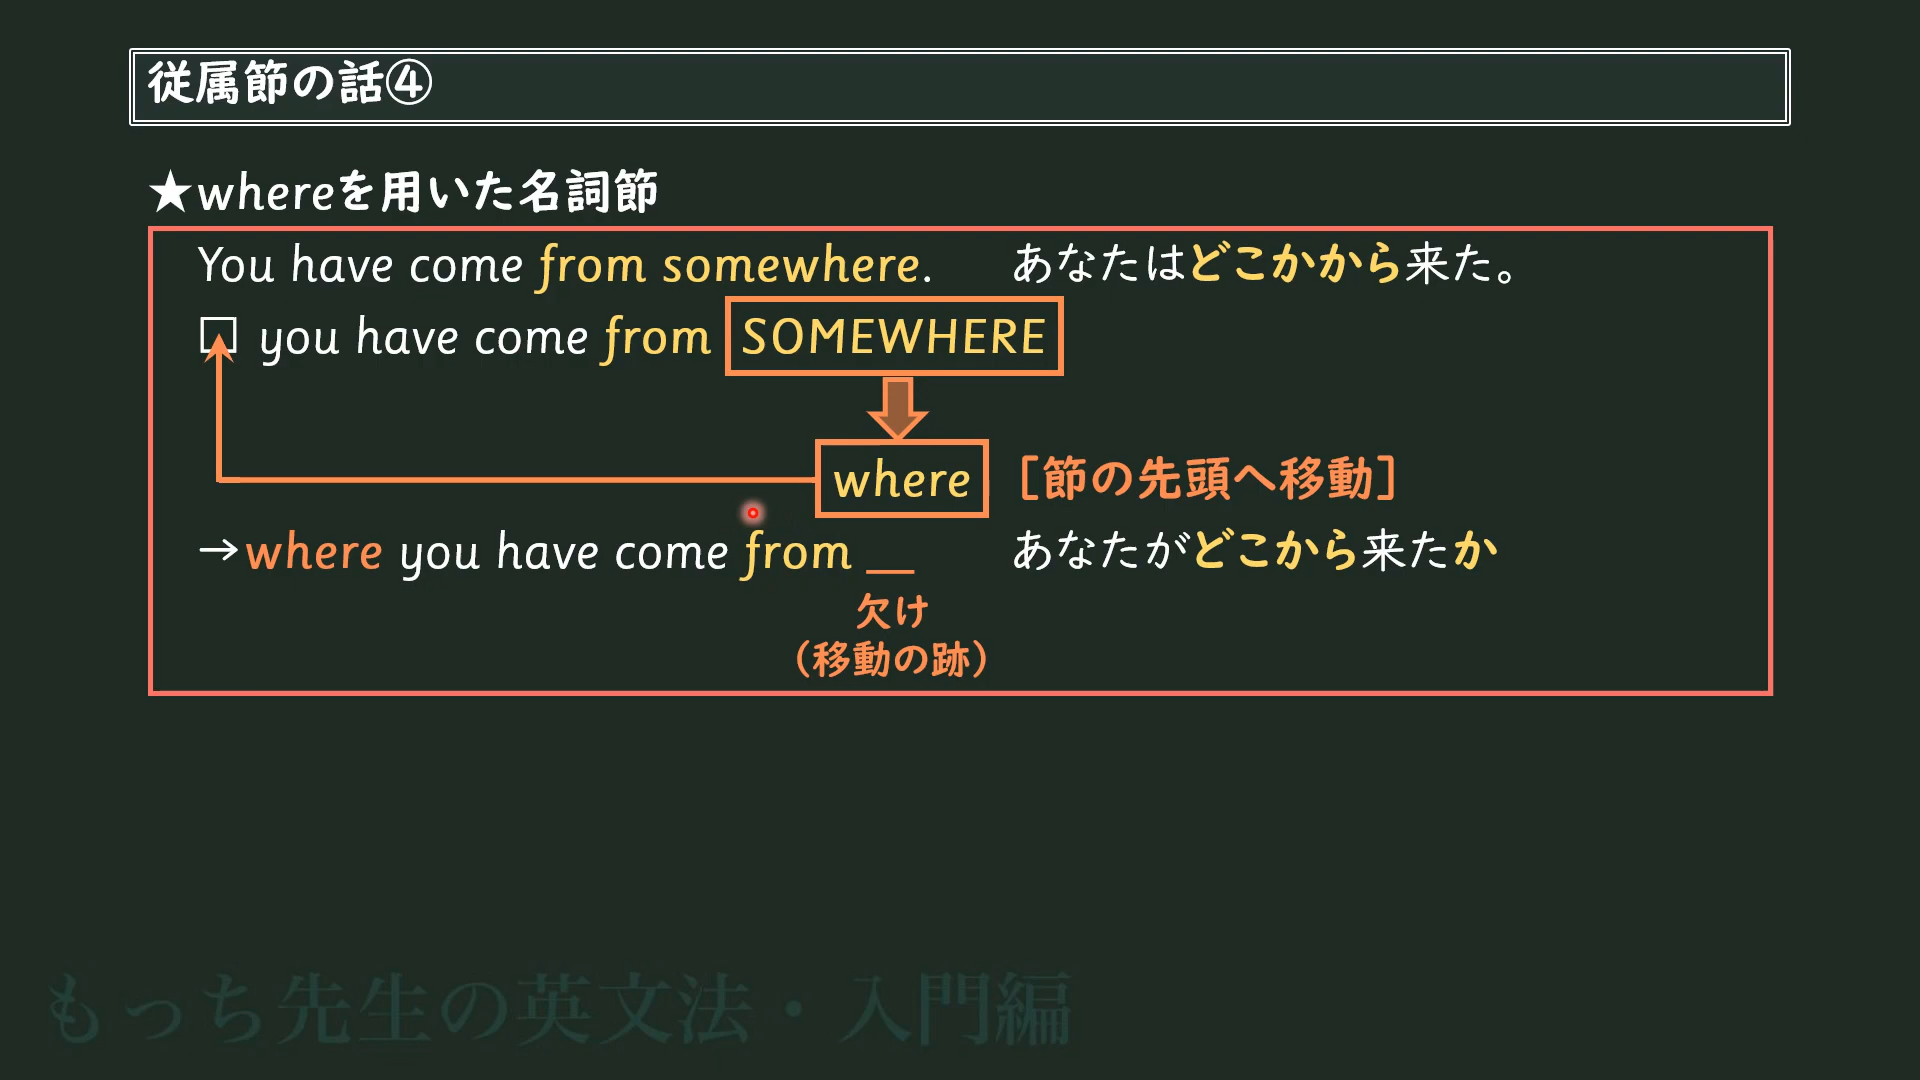 従属節の話④
★whereを用いた名詞節
You have come from somewhere. あなたはどこかから来た。
□ you have come from SOMEWHERE
where [節の先頭へ移動]
→where you have come from __ あなたがどこから来たか
欠け
(移動の跡)
もっち先生の英文法・入門編